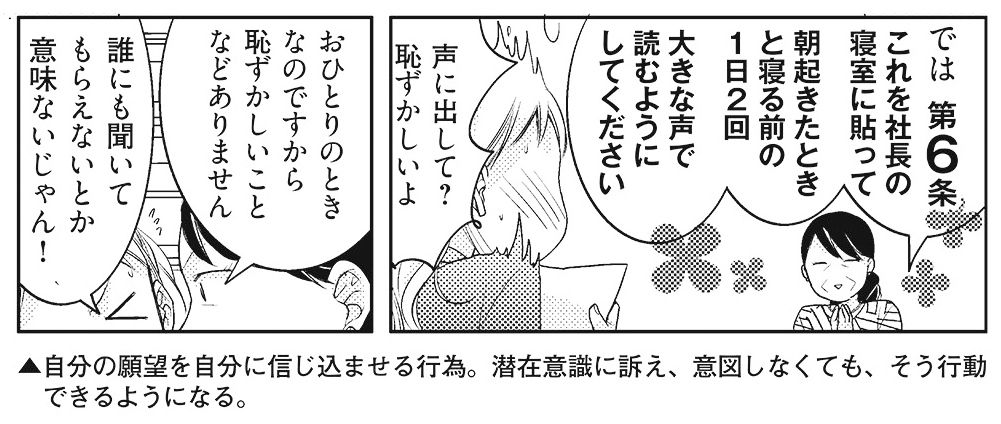 では 第6条
これを社長の
寝室に貼って
朝起きたとき
と寝る前の
1日2回
大きな声で
読むように
してください
声に出して?
恥ずかしいよ
おひとりのとき
なのですから
恥ずかしいこと
などありません
誰にも聞いて
もらえないとか
意味ないじゃん!
▲自分の願望を自分に信じ込ませる行為。潜在意識に訴え、意図しなくても、そう行動
できるようになる。